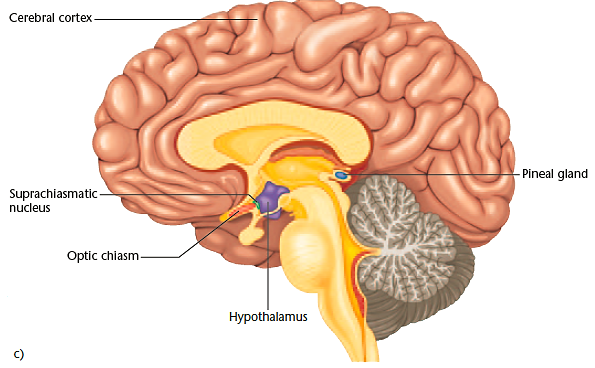 Cerebral cortex
Pineal gland
Suprachiasmatic
nucleus
Optic chiasm
Hypothalamus
c)